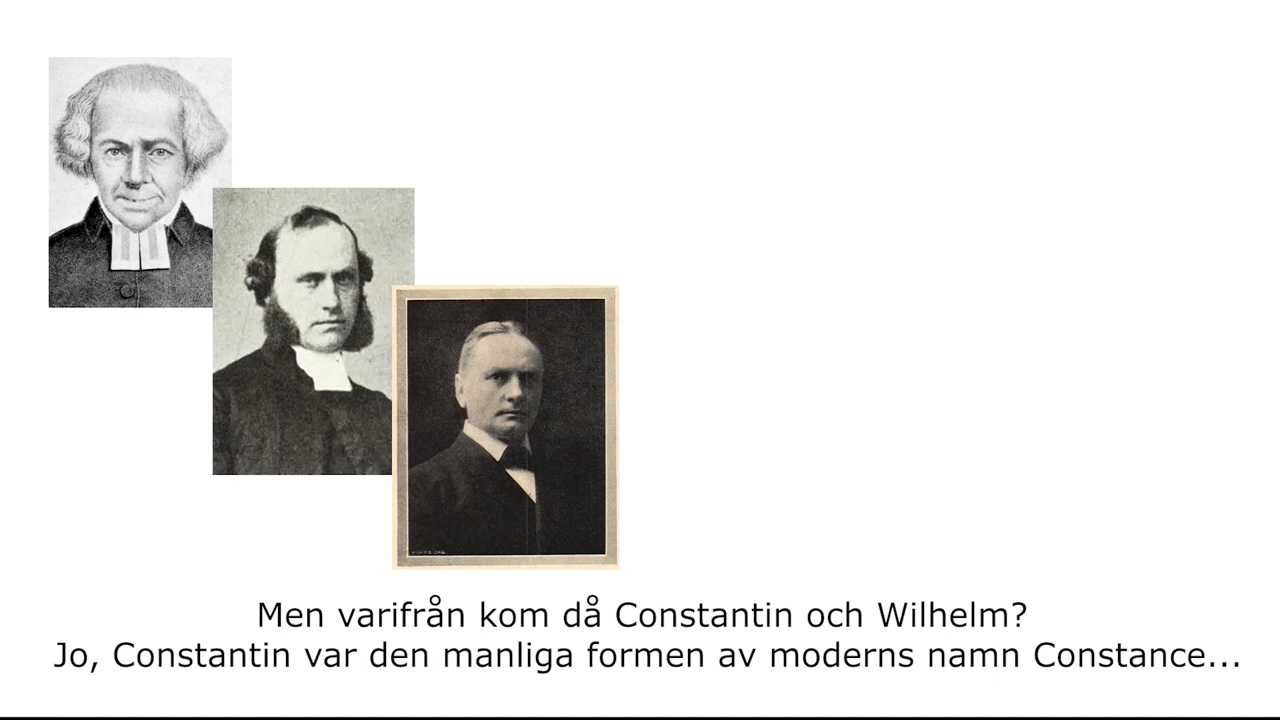 Men varifrån kom då Constantin och Wilhelm?
Jo, Constantin var den manliga formen av moderns namn Constance...